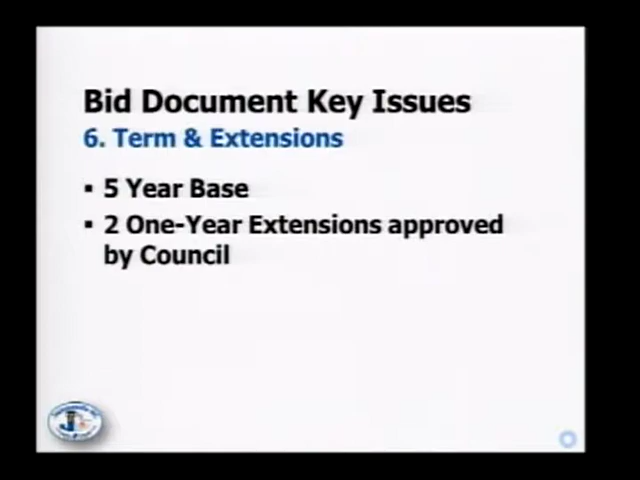 Bid Document Key Issues
6. Term & Extensions
▪ 5 Year Base
▪ 2 One-Year Extensions approved
by Council